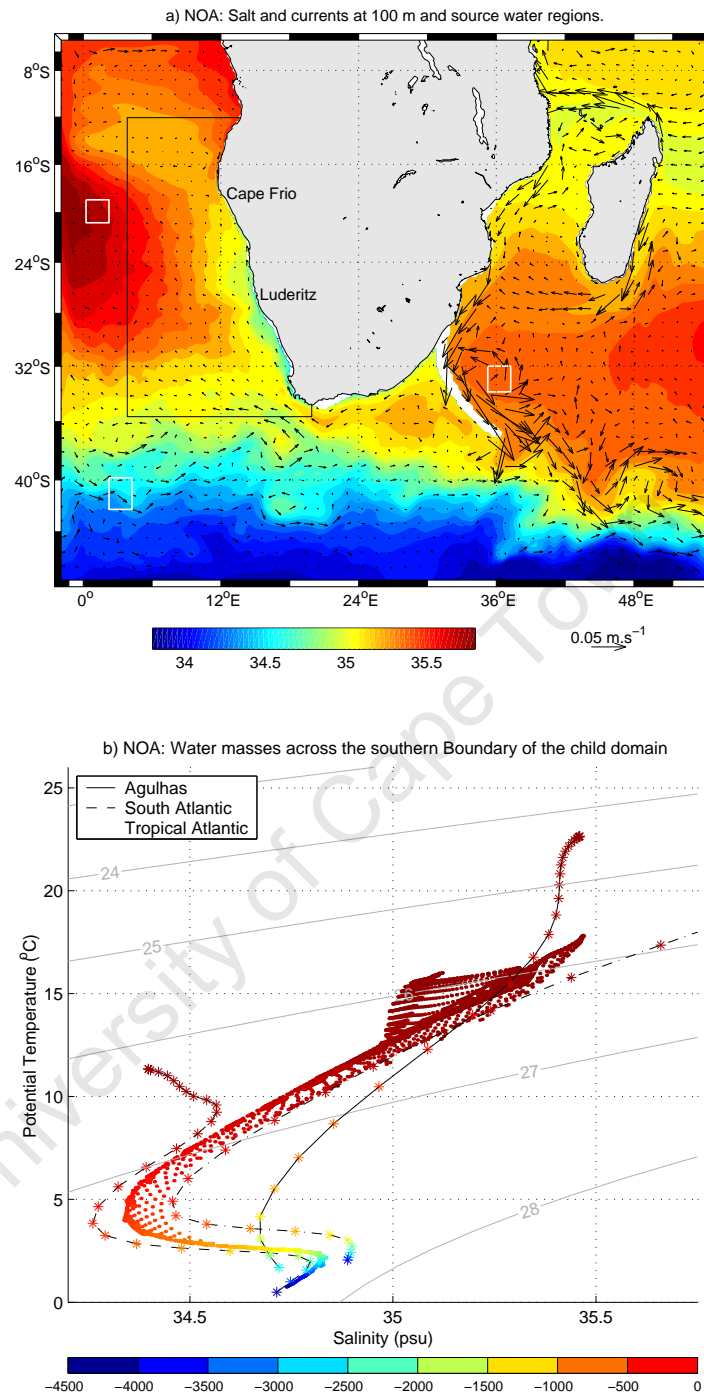 a) NOA: Salt and currents at 100 m and source water regions.
8°S
16°S
Cape Frio
24°S
Luderitz
32°S
40°S
0° 12°E 24°E 36°E 48°E
34 34.5 35 35.5
0.05 m.s⁻¹
b) NOA: Water masses across the southern Boundary of the child domain
25
Agulhas
South Atlantic
Tropical Atlantic
24
20
25
15
10
27
5
28
0
34.5 35 35.5
Potential Temperature (⁰C)
Salinity (psu)
−4500 −4000 −3500 −3000 −2500 −2000 −1500 −1000 −500 0
University of Cape Town